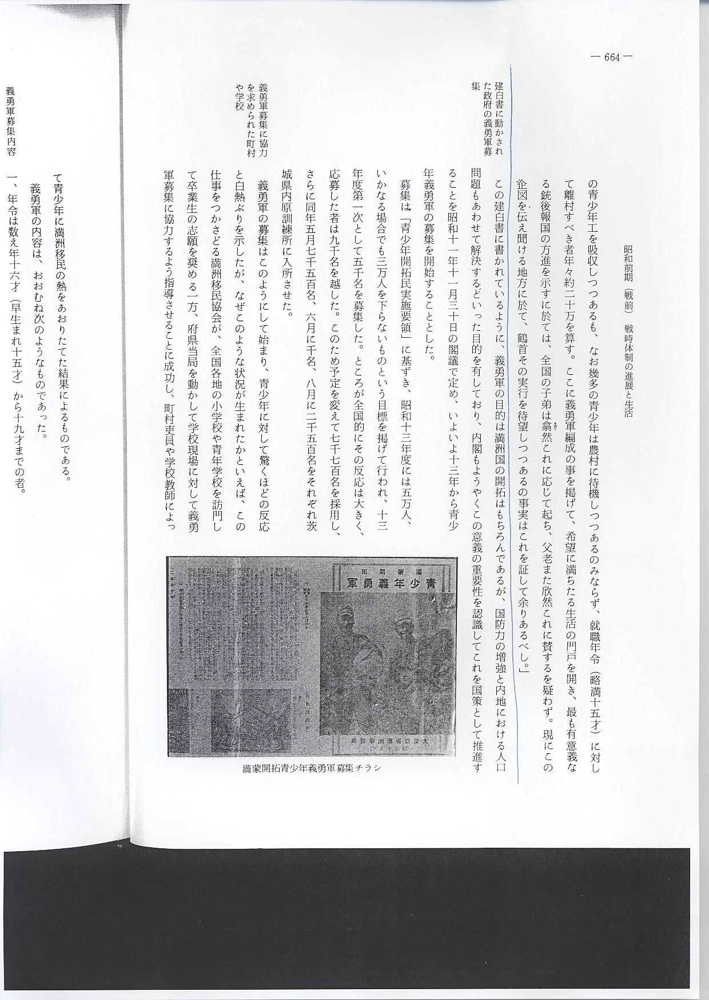 ― 664 ―
昭和前期（戦前）　戦時体制の進展と生活
の青少年工を吸収しつつあるも、なお幾多の青少年は農村に待機しつつあるのみならず、就職年令（略満十五才）に対し
て離村すべき者年々約二十万を算す。ここに義勇軍編成の事を掲げて、希望に満ちたる生活の門戸を開き、最も有意義な
る銃後報国の方進を示すに於ては、全国の子弟は翕然これに応じて起ち、父老また欣然これに賛するを疑わず。現にこの
企図を伝え聞ける地方に於て、鶴首その実行を待望しつつあるの事実はこれを証して余りあるべし。」
建白書に動かされ
た政府の義勇軍募
集
この建白書に書かれているように、義勇軍の目的は満洲国の開拓はもちろんであるが、国防力の増強と内地における人口
問題もあわせて解決するどいった目的を有しており、内閣もようやくこの意義の重要性を認識してこれを国策として推進す
ることを昭和十一年十一月三十日の閣議で定め、いよいよ十三年から青少
年義勇軍の募集を開始することとした。
募集は「青少年開拓民実施要領」に基ずき、昭和十三年度には五万人、
いかなる場合でも三万人を下らないものという目標を掲げて行われ、十三
年度第一次として五千名を募集した。ところが全国的にその反応は大きく、
応募した者は九千名を越した。このため予定を変えて七千七百名を採用し、
さらに同年五月七千五百名、六月に千名、八月に二千五百名をそれぞれ茨
城県内原訓練所に入所させた。
義勇軍募集に協力
を求められた町村
や学校
義勇軍の募集はこのようにして始まり、青少年に対して驚くほどの反応
と白熱ぶりを示したが、なぜこのような状況が生まれたかといえば、この
仕事をつかさどる満洲移民協会が、全国各地の小学校や青年学校を訪門し
て卒業生の志願を奨める一方、府県当局を動かして学校現場に対して義勇
軍募集に協力するよう指導させることに成功し、町村吏員や学校教師によっ
満蒙開拓
青少年義勇軍
満蒙開拓青少年義勇軍募集チラシ
て青少年に満洲移民の熱をあおりたてた結果によるものである。
義勇軍の内容は、おおむね次のようなものであった。
義勇軍募集内容
一、年令は数え年十六才（早生まれ十五才）から十九才までの者。